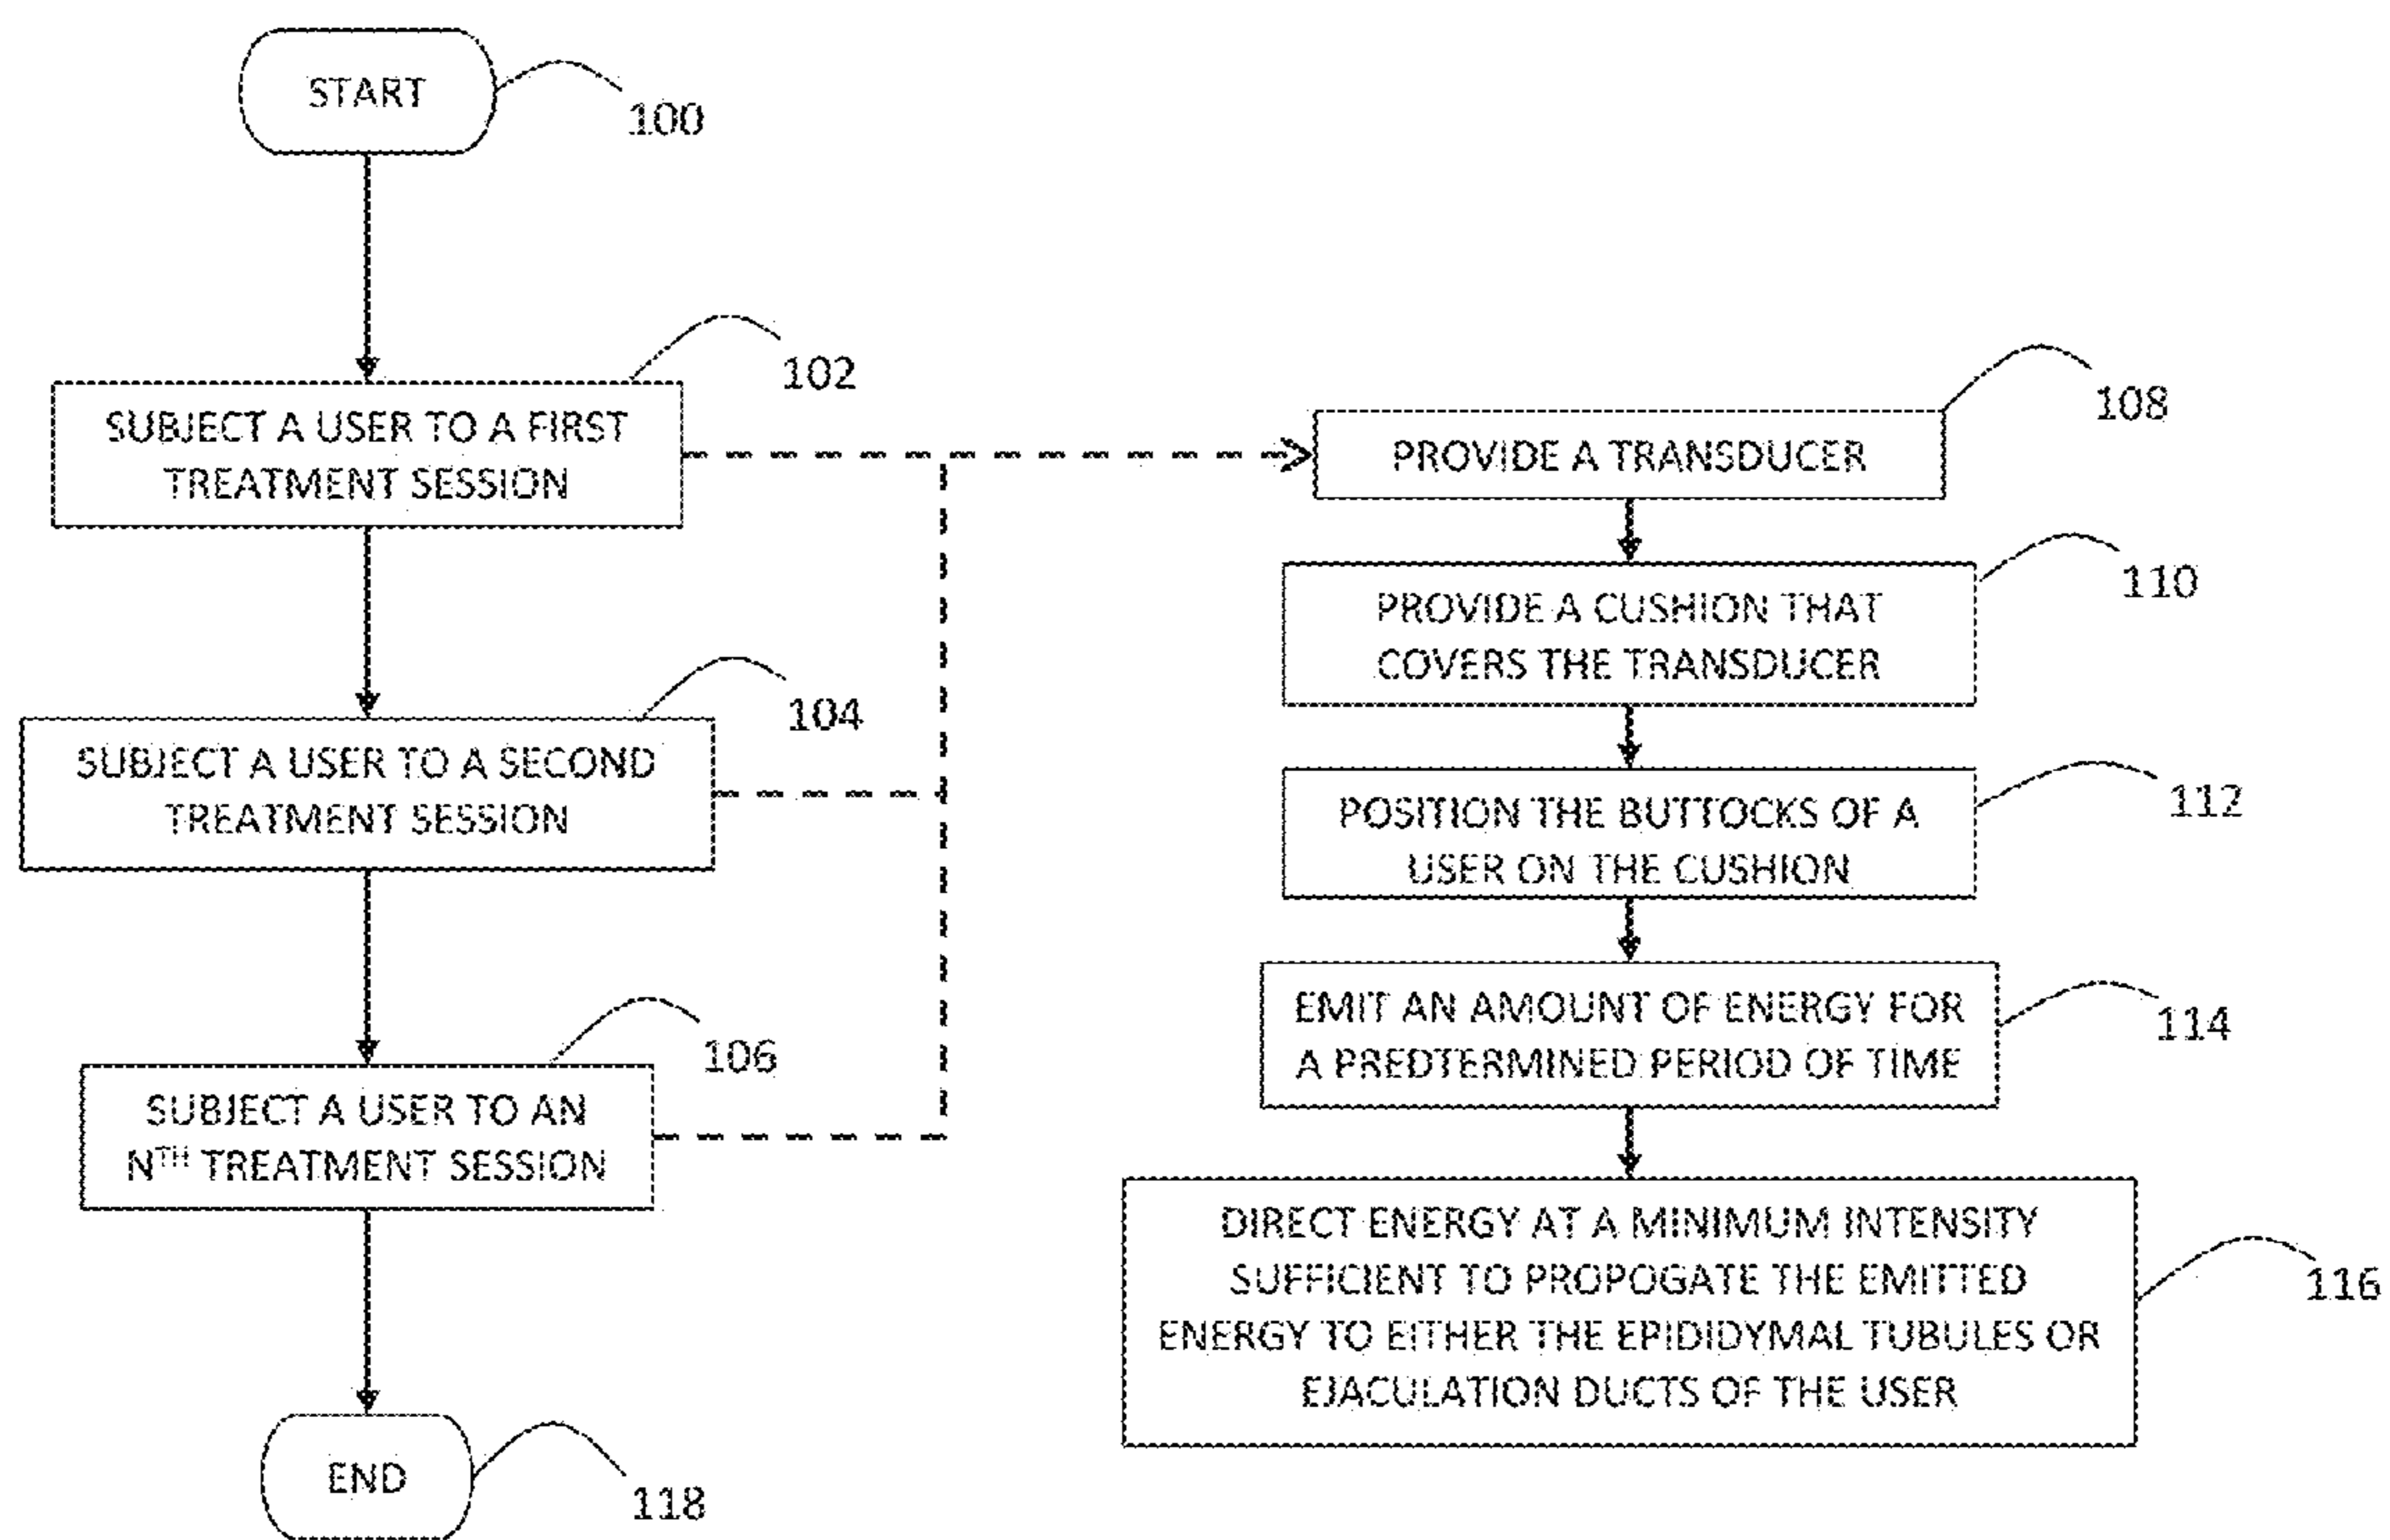 START
100
102
SUBJECT A USER TO A FIRST
TREATMENT SESSION
104
SUBJECT A USER TO A SECOND
TREATMENT SESSION
106
SUBJECT A USER TO AN
NTH TREATMENT SESSION
END
118
108
PROVIDE A TRANSDUCER
110
PROVIDE A CUSHION THAT
COVERS THE TRANSDUCER
112
POSITION THE BUTTOCKS OF A
USER ON THE CUSHION
114
EMIT AN AMOUNT OF ENERGY FOR
A PREDTERMINED PERIOD OF TIME
116
DIRECT ENERGY AT A MINIMUM INTENSITY
SUFFICIENT TO PROPOGATE THE EMITTED
ENERGY TO EITHER THE EPIDIDYMAL TUBULES OR
EJACULATION DUCTS OF THE USER